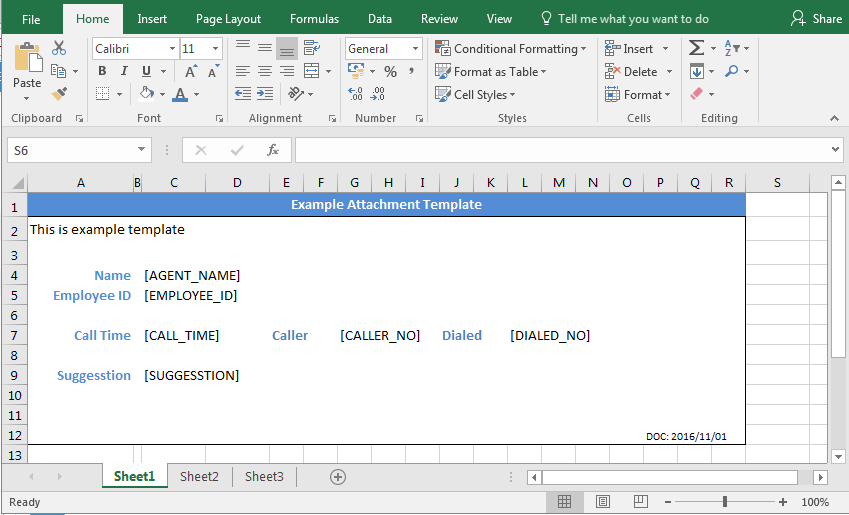 File Home Insert Page Layout Formulas Data Review View Tell me what you want to do Share
Calibri 11 General Conditional Formatting Insert
Paste B I U A A % Format as Table Delete
A Cell Styles Format
Clipboard Font Alignment Number Styles Cells Editing
S6 fx
A B C D E F G H I J K L M N O P Q R S
1 Example Attachment Template
2 This is example template
3
4 Name [AGENT_NAME]
5 Employee ID [EMPLOYEE_ID]
6
7 Call Time [CALL_TIME] Caller [CALLER_NO] Dialed [DIALED_NO]
8
9 Suggesstion [SUGGESSTION]
10
11
12 DOC: 2016/11/01
13
Sheet1 Sheet2 Sheet3
Ready 100%